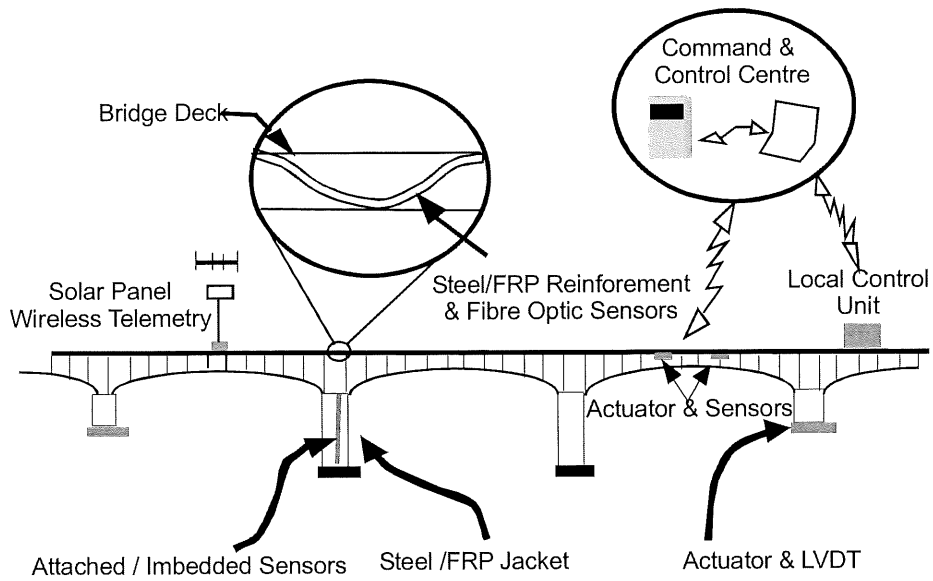 Command &
Control Centre
Bridge Deck
Steel/FRP Reinforement
& Fibre Optic Sensors
Solar Panel
Wireless Telemetry
Local Control
Unit
Actuator & Sensors
Attached / Imbedded Sensors
Steel /FRP Jacket
Actuator & LVDT